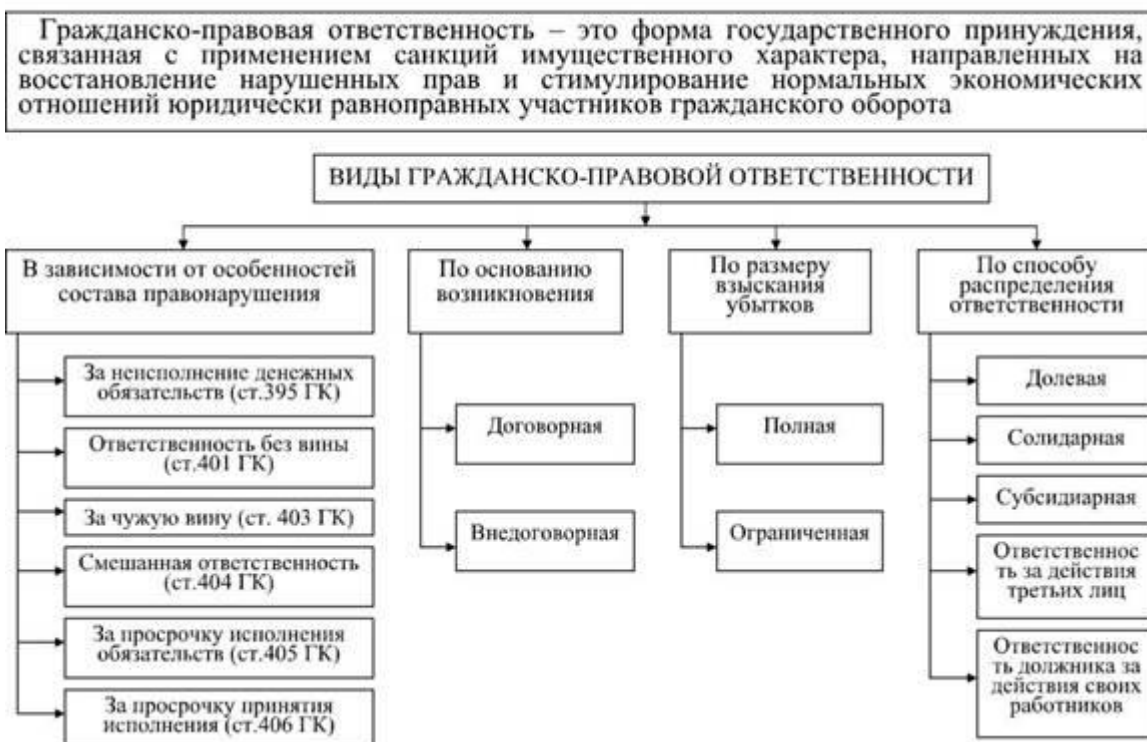 Гражданско-правовая ответственность – это форма государственного принуждения,
связанная с применением санкций имущественного характера, направленных на
восстановление нарушенных прав и стимулирование нормальных экономических
отношений юридически равноправных участников гражданского оборота
ВИДЫ ГРАЖДАНСКО-ПРАВОВОЙ ОТВЕТСТВЕННОСТИ
В зависимости от особенностей
состава правонарушения
За неисполнение денежных
обязательств (ст.395 ГК)
Ответственность без вины
(ст.401 ГК)
За чужую вину (ст. 403 ГК)
Смешанная ответственность
(ст.404 ГК)
За просрочку исполнения
обязательств (ст.405 ГК)
За просрочку принятия
исполнения (ст.406 ГК)
По основанию
возникновения
Договорная
Внедоговорная
По размеру
взыскания
убытков
Полная
Ограниченная
По способу
распределения
ответственности
Долевая
Солидарная
Субсидиарная
Ответственнос
ть за действия
третьих лиц
Ответственнос
ть должника за
действия своих
работников